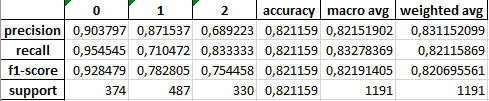 0 1 2 accuracy macro avg weighted avg
precision 0,903797 0,871537 0,689223 0,821159 0,82151902 0,831152099
recall 0,954545 0,710472 0,833333 0,821159 0,83278369 0,82115869
f1-score 0,928479 0,782805 0,754458 0,821159 0,82191405 0,820695561
support 374 487 330 0,821159 1191 1191